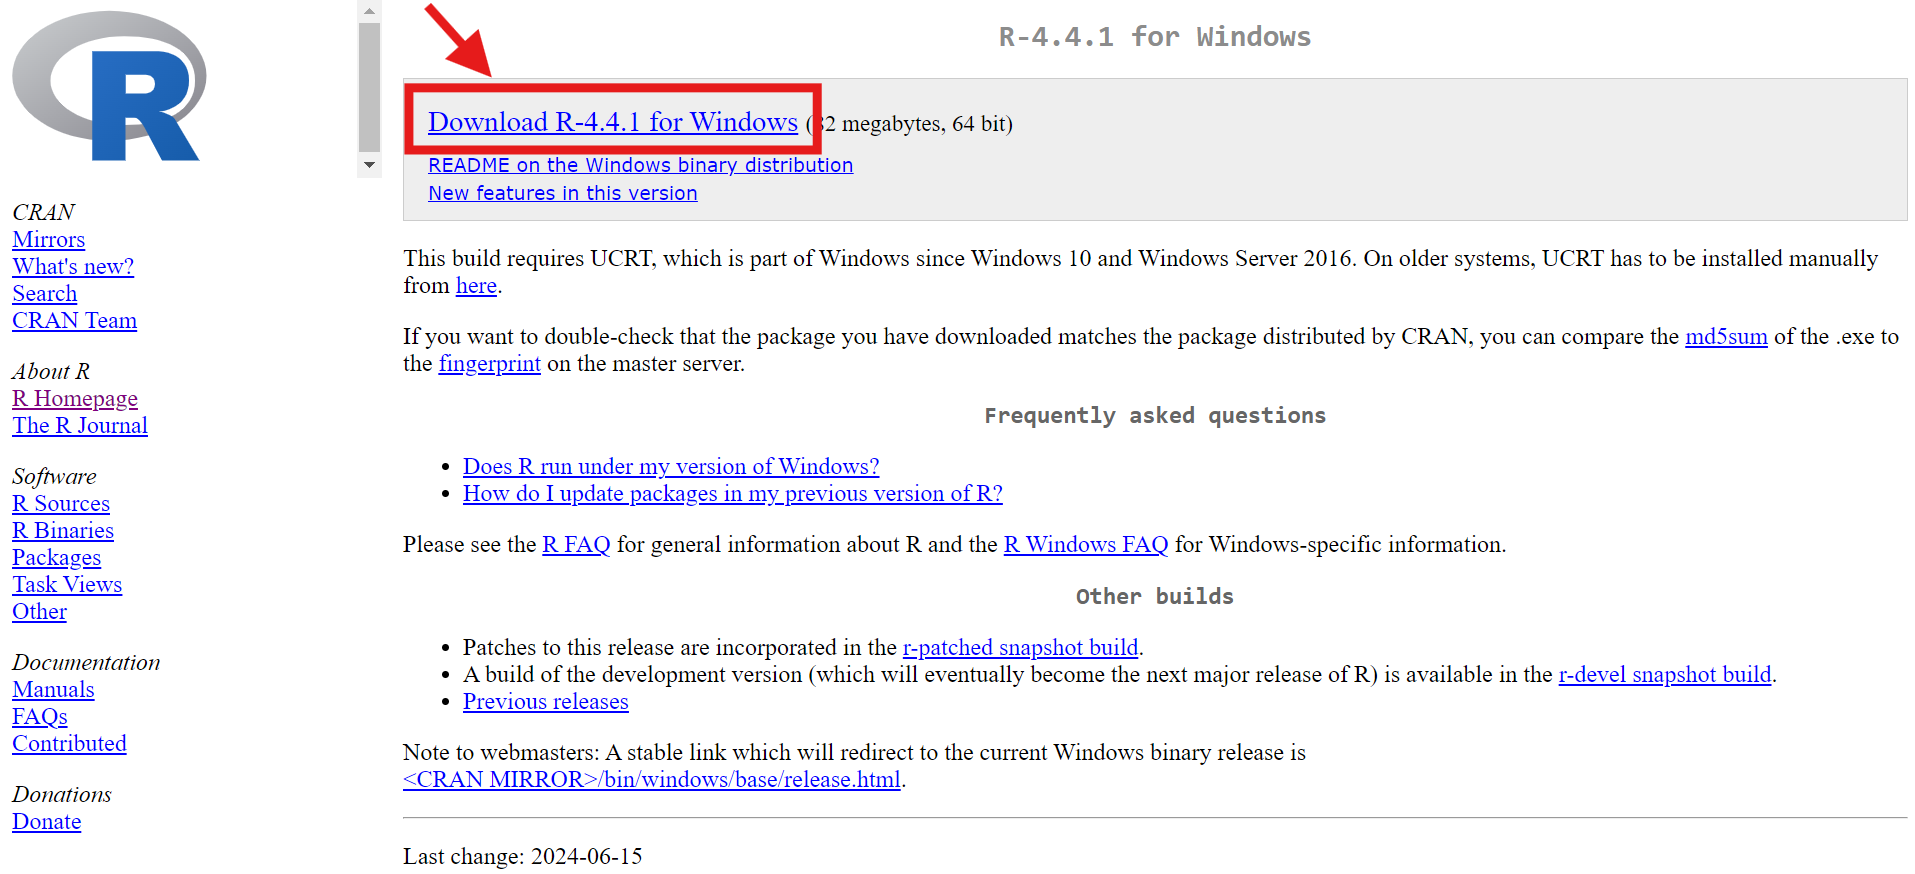 R
CRAN
Mirrors
What's new?
Search
CRAN Team
About R
R Homepage
The R Journal
Software
R Sources
R Binaries
Packages
Task Views
Other
Documentation
Manuals
FAQs
Contributed
Donations
Donate
R-4.4.1 for Windows
Download R-4.4.1 for Windows (82 megabytes, 64 bit)
README on the Windows binary distribution
New features in this version
This build requires UCRT, which is part of Windows since Windows 10 and Windows Server 2016. On older systems, UCRT has to be installed manually
from here.
If you want to double-check that the package you have downloaded matches the package distributed by CRAN, you can compare the md5sum of the .exe to
the fingerprint on the master server.
Frequently asked questions
Does R run under my version of Windows?
How do I update packages in my previous version of R?
Please see the R FAQ for general information about R and the R Windows FAQ for Windows-specific information.
Other builds
Patches to this release are incorporated in the r-patched snapshot build.
A build of the development version (which will eventually become the next major release of R) is available in the r-devel snapshot build.
Previous releases
Note to webmasters: A stable link which will redirect to the current Windows binary release is
<CRAN MIRROR>/bin/windows/base/release.html.
Last change: 2024-06-15